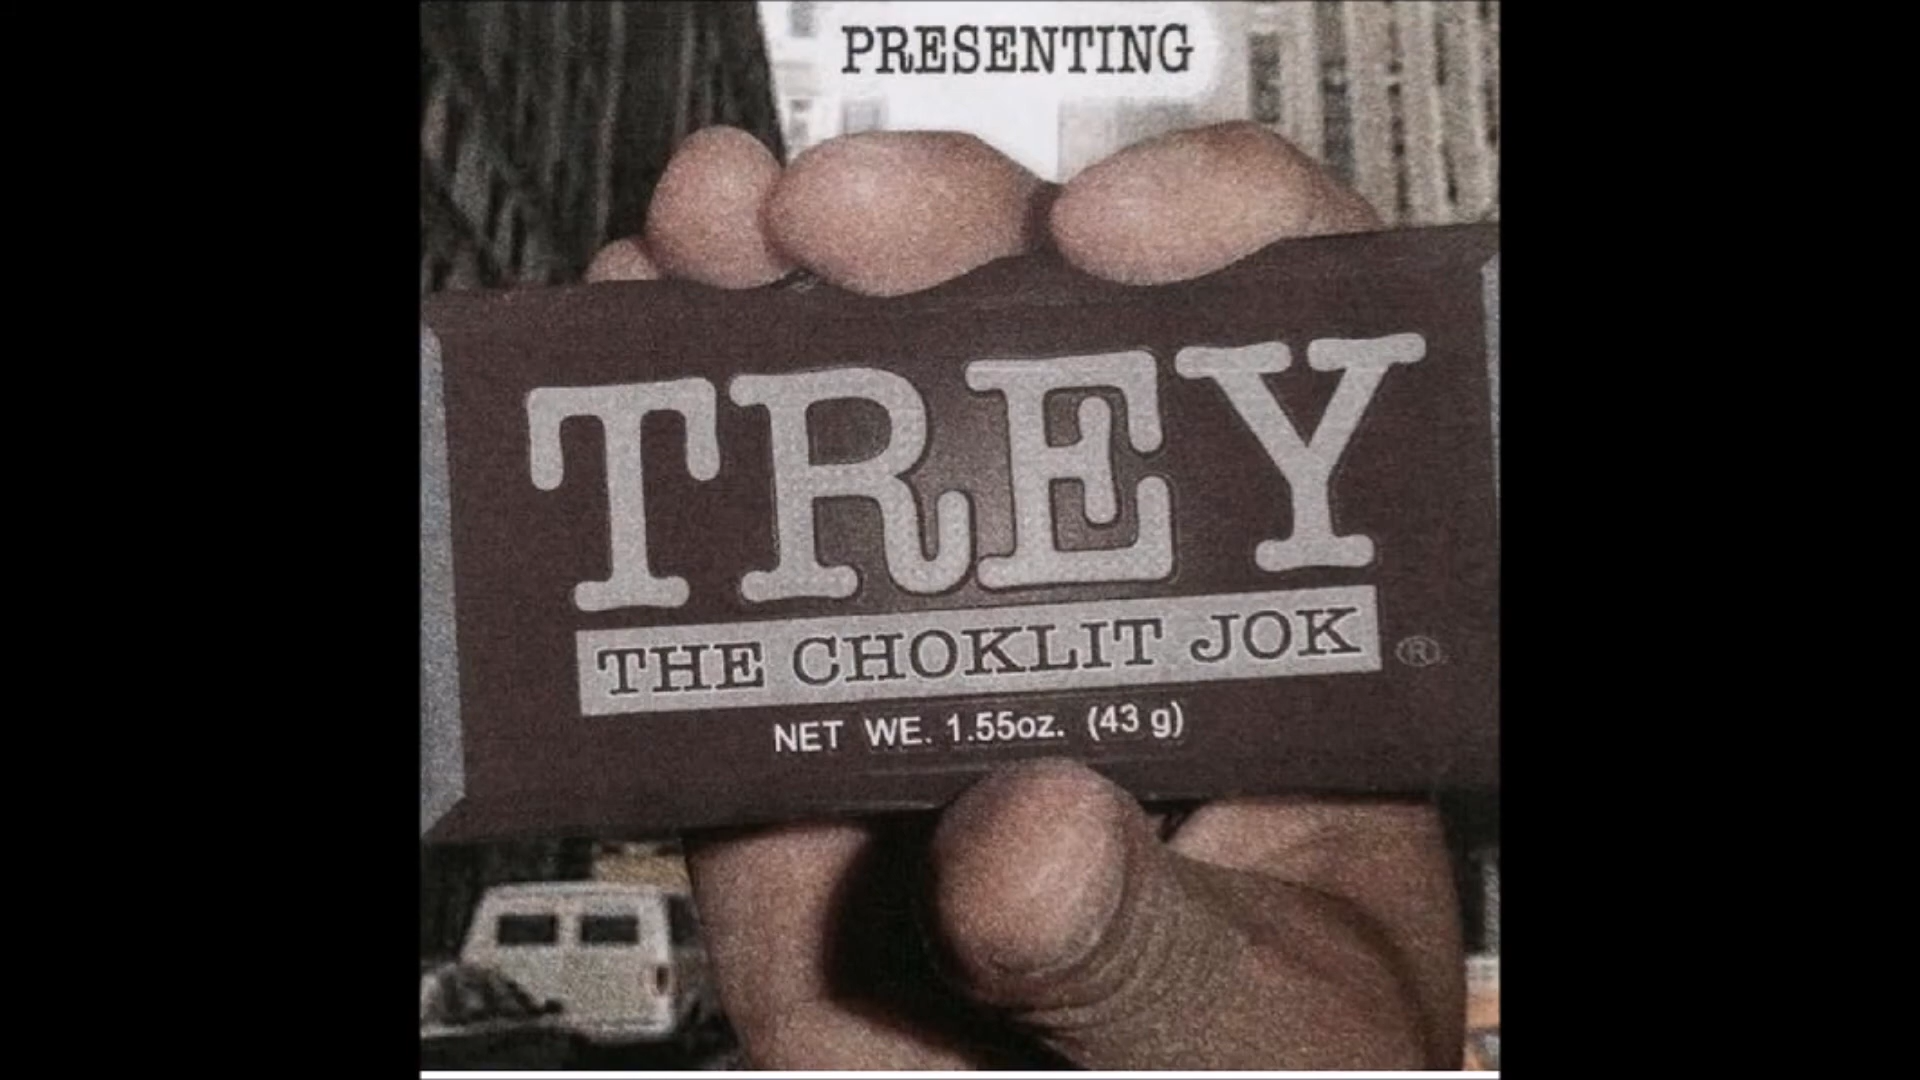 PRESENTING
TREY
THE CHOKLIT JOK
®
NET WE. 1.55oz. (43 g)